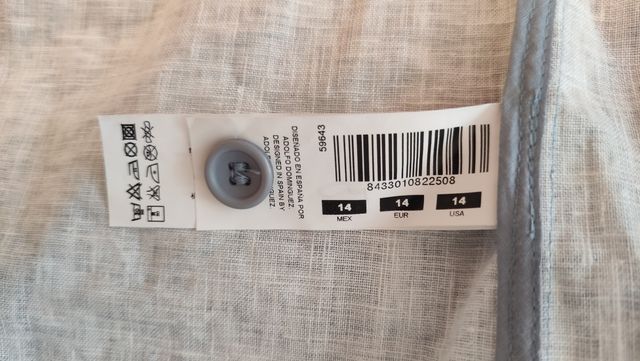 DISEÑADO EN ESPAÑA POR
ADOLFO DOMINGUEZ.
DESIGNED IN SPAIN BY
59643
8433010822508
14 14 14
MEX EUR USA